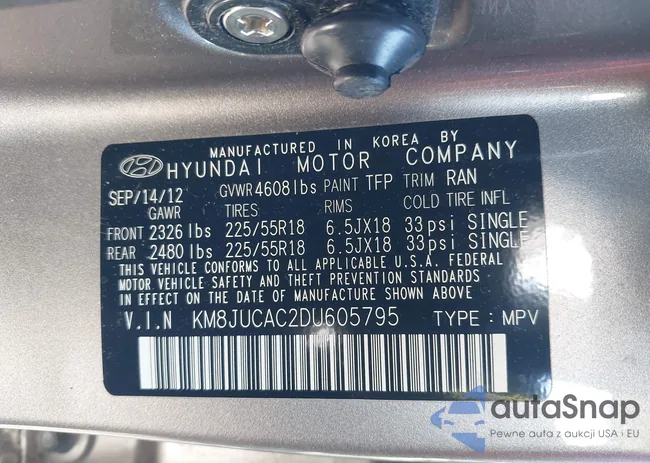 MANUFACTURED IN KOREA BY
HYUNDAI MOTOR COMPANY
SEP/14/12 GVWR 4608lbs PAINT TFP TRIM RAN
GAWR TIRES RIMS COLD TIRE INFL
FRONT 2326 lbs 225/55R18 6.5JX18 33psi SINGLE
REAR 2480 lbs 225/55R18 6.5JX18 33psi SINGLE
THIS VEHICLE CONFORMS TO ALL APPLICABLE U.S.A. FEDERAL
MOTOR VEHICLE SAFETY AND THEFT PREVENTION STANDARDS
IN EFFECT ON THE DATE OF MANUFACTURE SHOWN ABOVE
V.I.N KM8JUCAC2DU605795 TYPE: MPV
autaSnap
Pewne auta z aukcji USA i EU